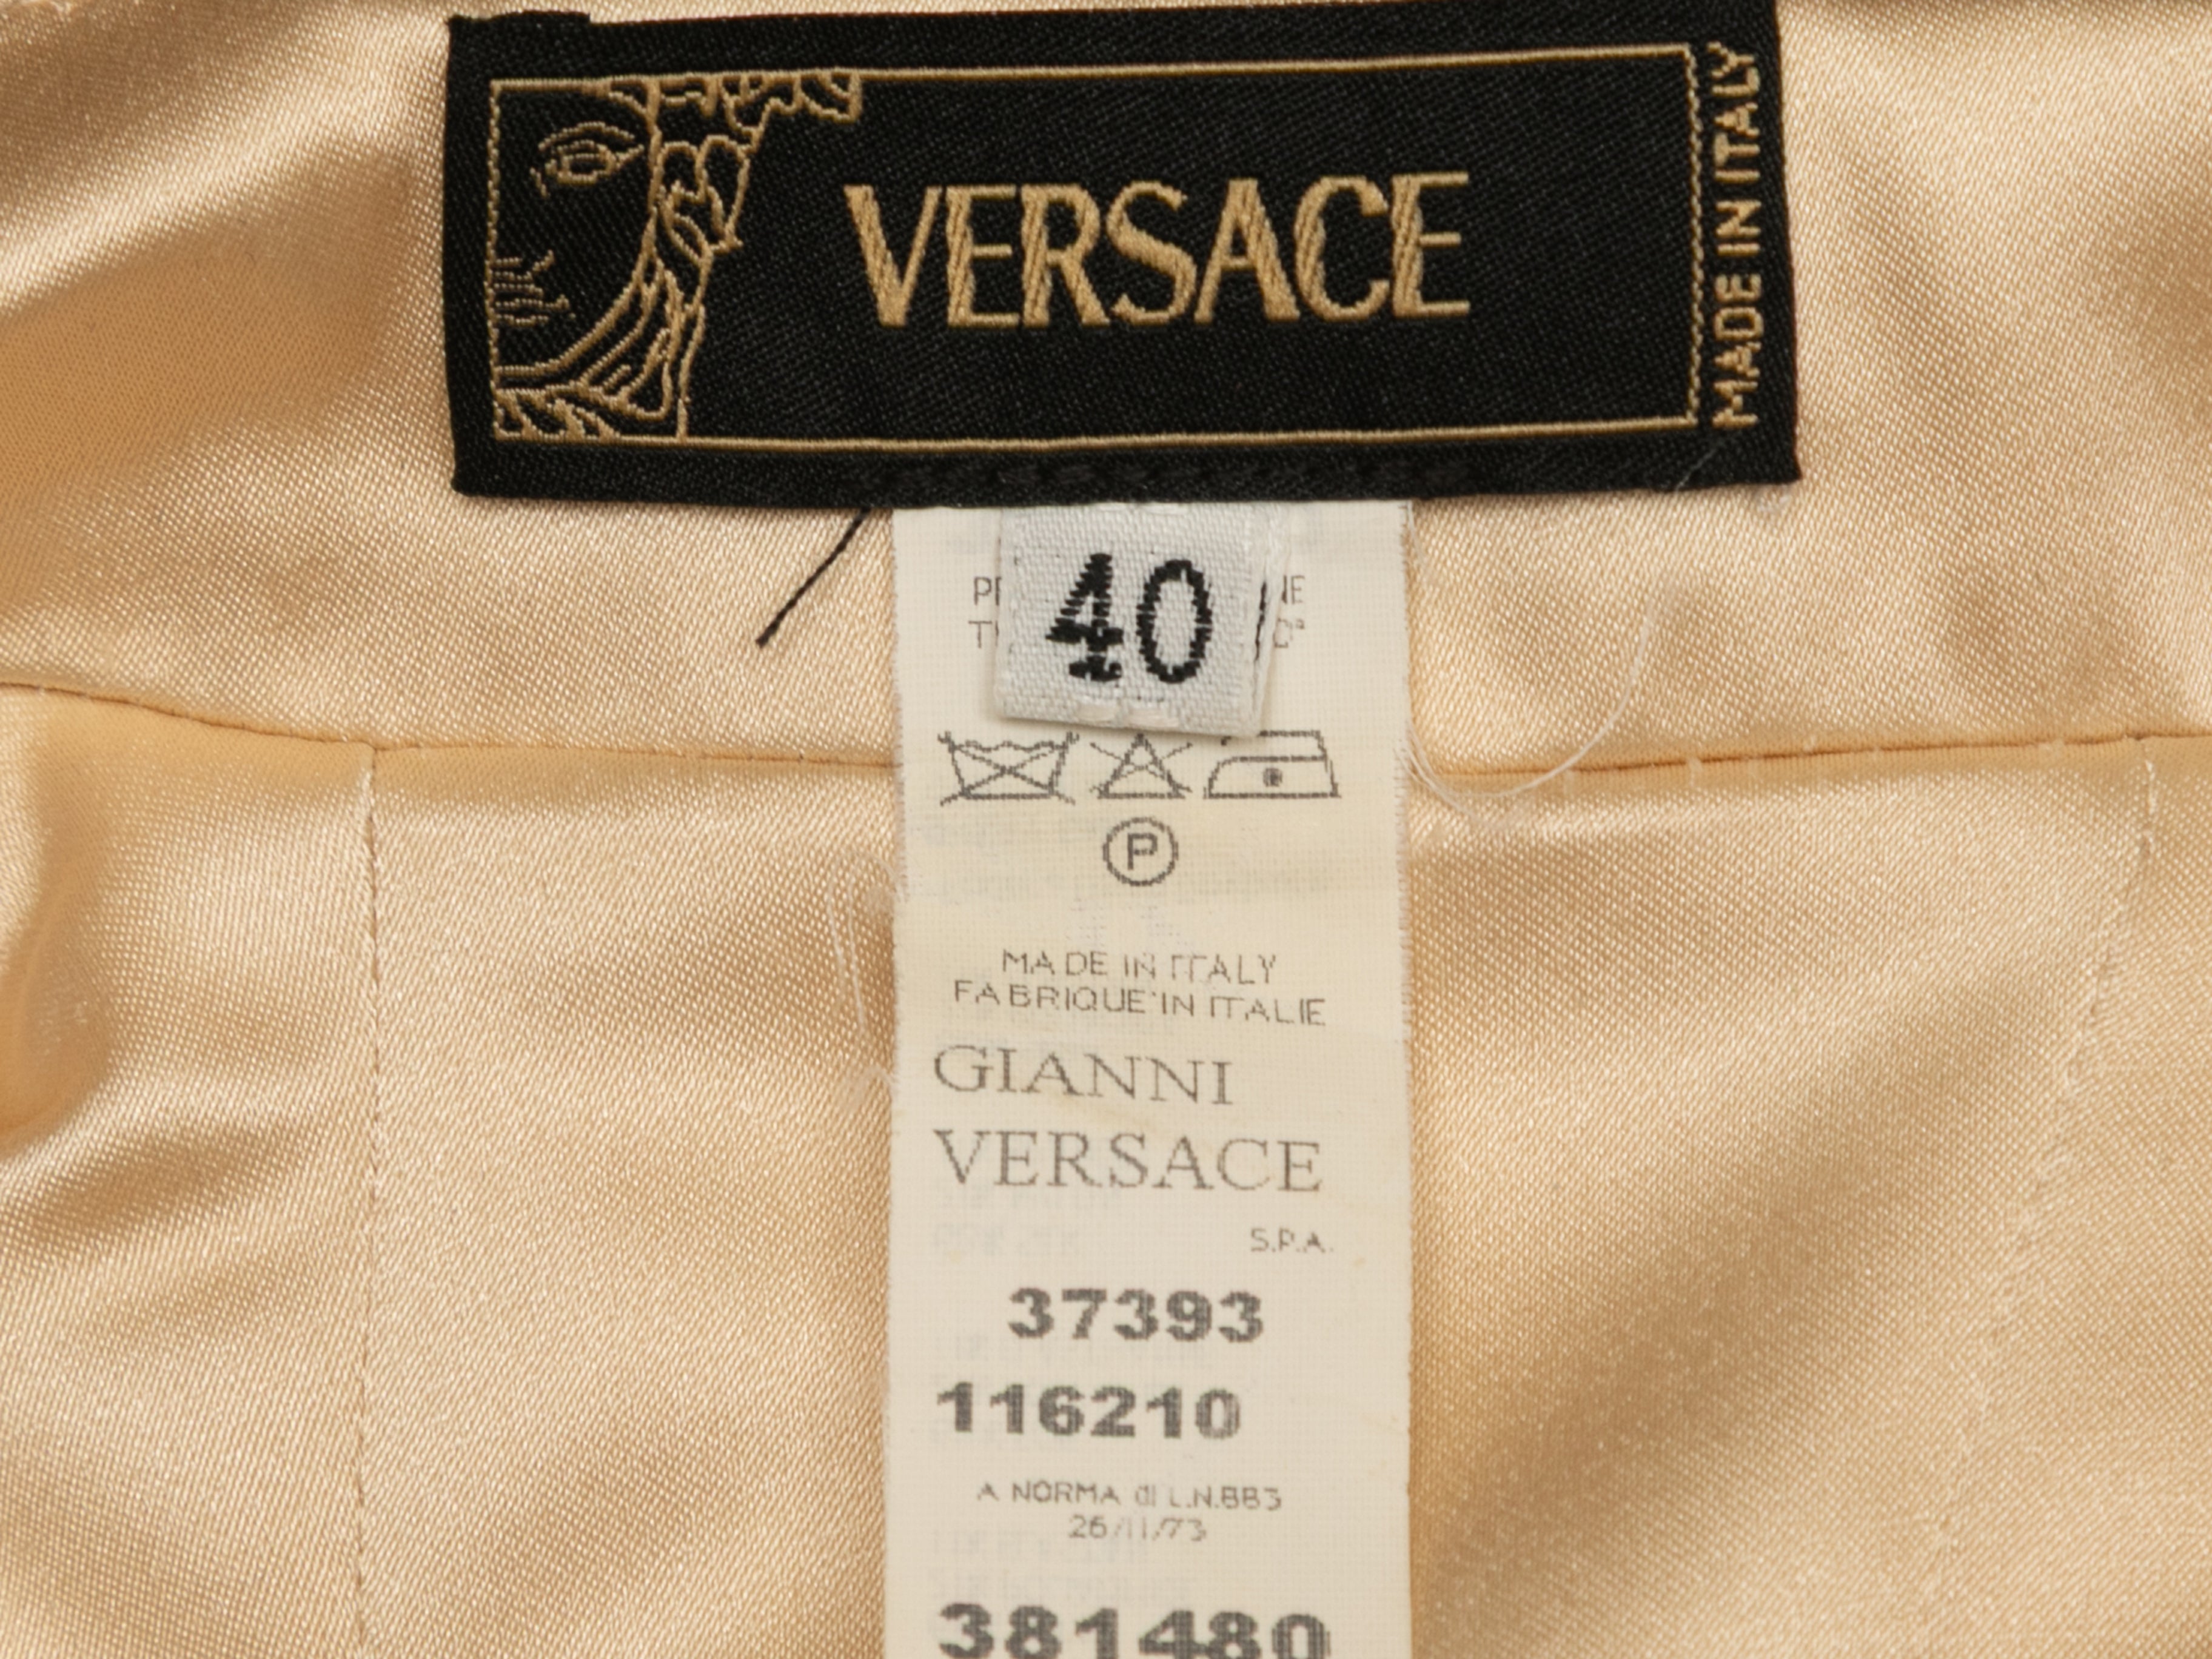 VERSACE
MADE IN ITALY
40
P
MADE IN ITALY
FABRIQUE' IN ITALIE
GIANNI
VERSACE
S.P.A.
37393
116210
A NORMA di L.N.883
26/11/73
381480